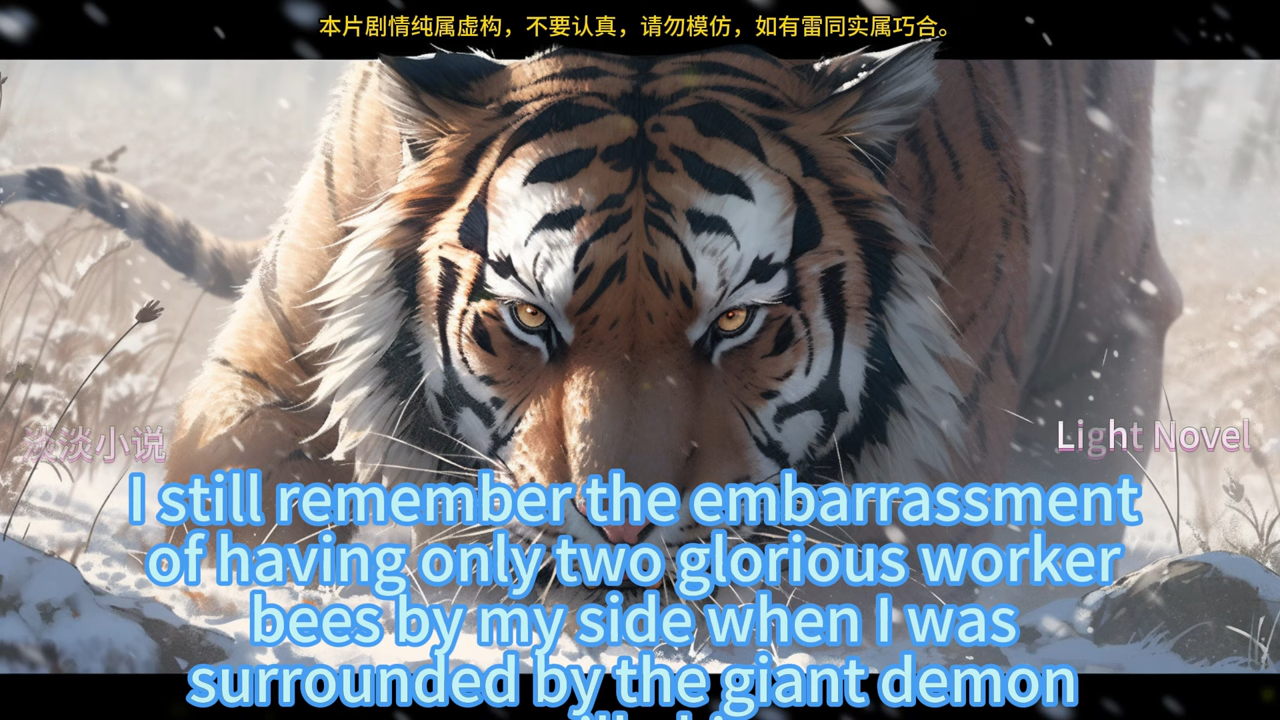 本片剧情纯属虚构，不要认真，请勿模仿，如有雷同实属巧合。
淡淡小说
Light Novel
I still remember the embarrassment
of having only two glorious worker
bees by my side when I was
surrounded by the giant demon